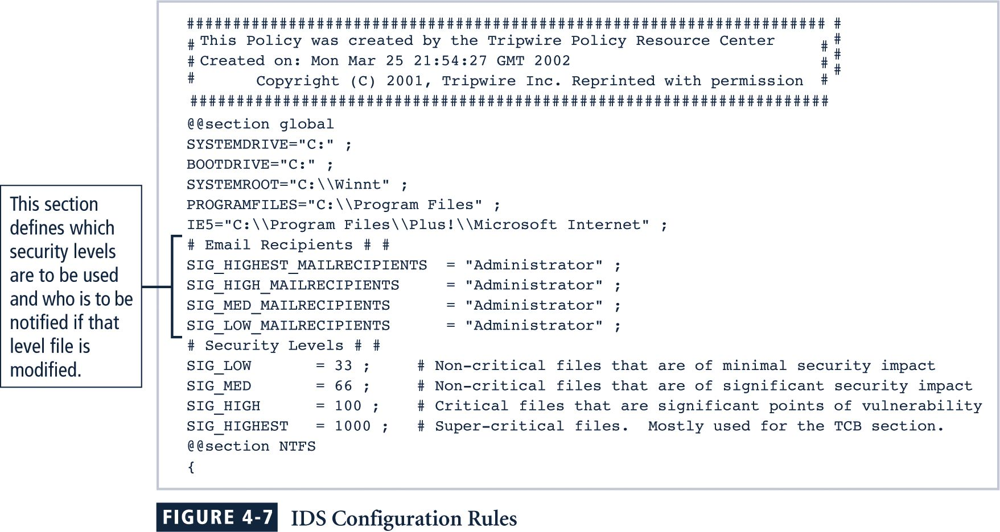 ######################################################################
# This Policy was created by the Tripwire Policy Resource Center # #
# Created on: Mon Mar 25 21:54:27 GMT 2002 # #
# Copyright (C) 2001, Tripwire Inc. Reprinted with permission # #
#####################################################################
@@section global
SYSTEMDRIVE="C:" ;
BOOTDRIVE="C:" ;
SYSTEMROOT="C:\\Winnt" ;
PROGRAMFILES="C:\\Program Files" ;
IE5="C:\\Program Files\\Plus!\\Microsoft Internet" ;
# Email Recipients # #
SIG_HIGHEST_MAILRECIPIENTS = "Administrator" ;
SIG_HIGH_MAILRECIPIENTS = "Administrator" ;
SIG_MED_MAILRECIPIENTS = "Administrator" ;
SIG_LOW_MAILRECIPIENTS = "Administrator" ;
# Security Levels # #
SIG_LOW = 33 ; # Non-critical files that are of minimal security impact
SIG_MED = 66 ; # Non-critical files that are of significant security impact
SIG_HIGH = 100 ; # Critical files that are significant points of vulnerability
SIG_HIGHEST = 1000 ; # Super-critical files. Mostly used for the TCB section.
@@section NTFS
{
This section
defines which
security levels
are to be used
and who is to be
notified if that
level file is
modified.
FIGURE 4-7 IDS Configuration Rules